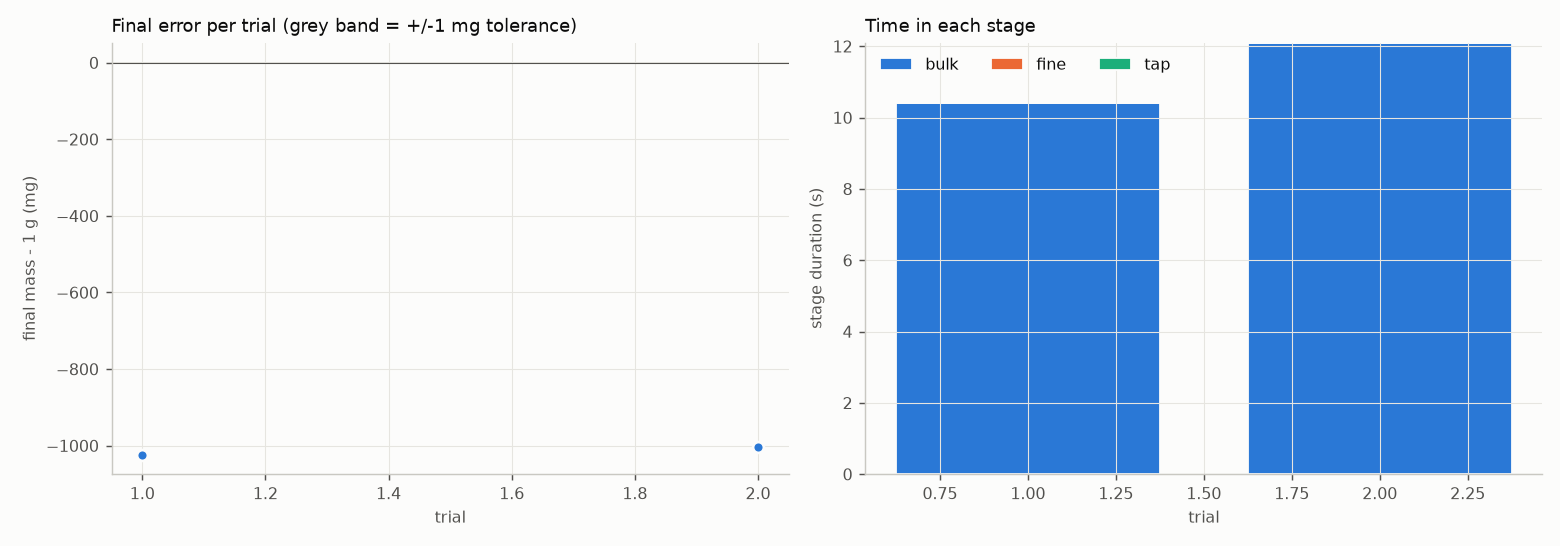 Final error per trial (grey band = +/-1 mg tolerance)
final mass - 1 g (mg)
0
−200
−400
−600
−800
−1000
1.0 1.2 1.4 1.6 1.8 2.0
trial
Time in each stage
bulk fine tap
stage duration (s)
12
10
8
6
4
2
0
0.75 1.00 1.25 1.50 1.75 2.00 2.25
trial